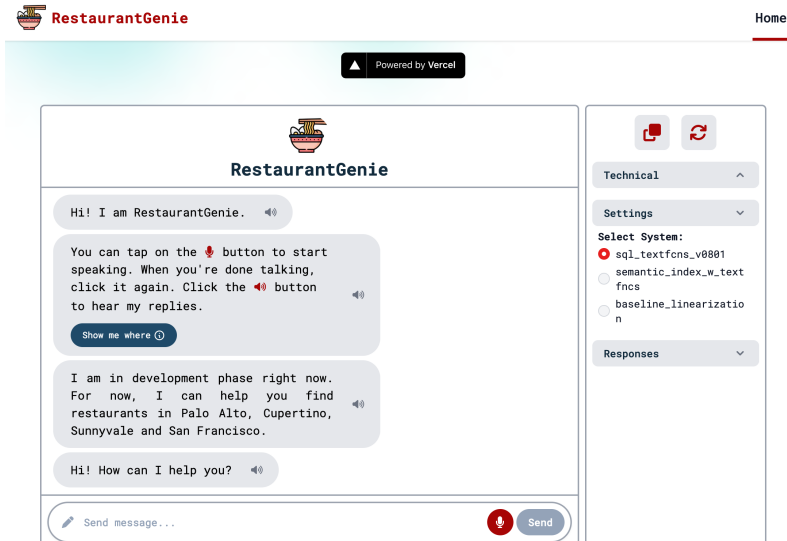 RestaurantGenie
Home
Powered by Vercel
RestaurantGenie
Hi! I am RestaurantGenie.
You can tap on the button to start
speaking. When you're done talking,
click it again. Click the button
to hear my replies.
Show me where
I am in development phase right now.
For now, I can help you find
restaurants in Palo Alto, Cupertino,
Sunnyvale and San Francisco.
Hi! How can I help you?
Send message...
Send
Technical
Settings
Select System:
sql_textfcns_v0801
semantic_index_w_text
fncs
baseline_linearizatio
n
Responses